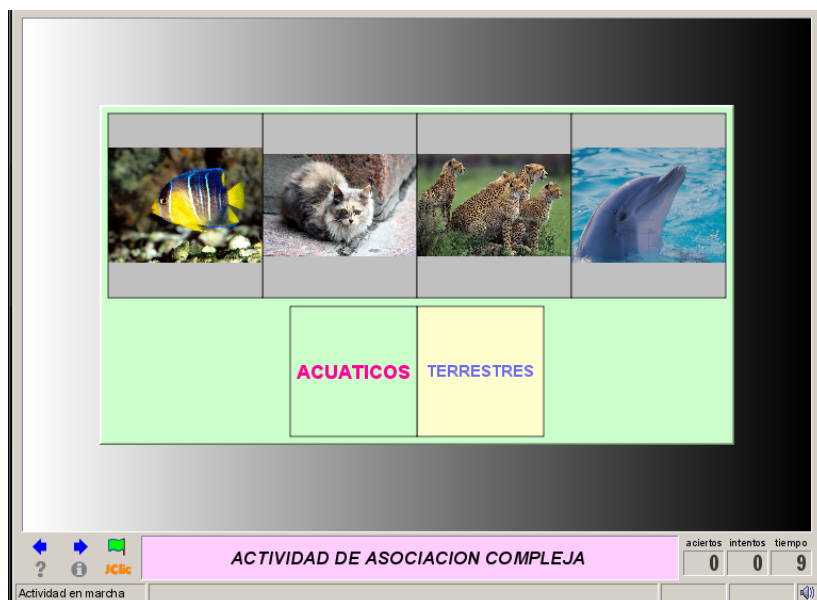 ACUATICOS
TERRESTRES
ACTIVIDAD DE ASOCIACION COMPLEJA
aciertos intentos tiempo
0 0 9
? i JClic
Actividad en marcha